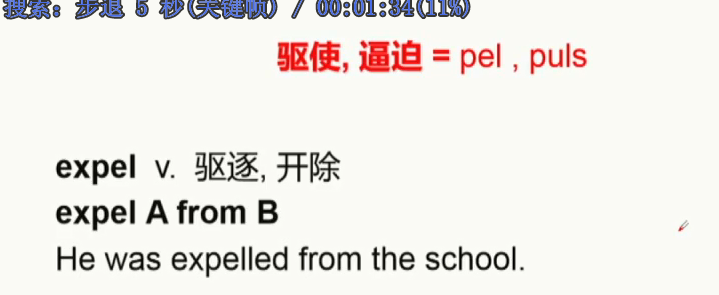 搜索: 步退 5 秒(关键帧) / 00:01:34(11%)
驱使, 逼迫 = pel , puls
expel v. 驱逐, 开除
expel A from B
He was expelled from the school.